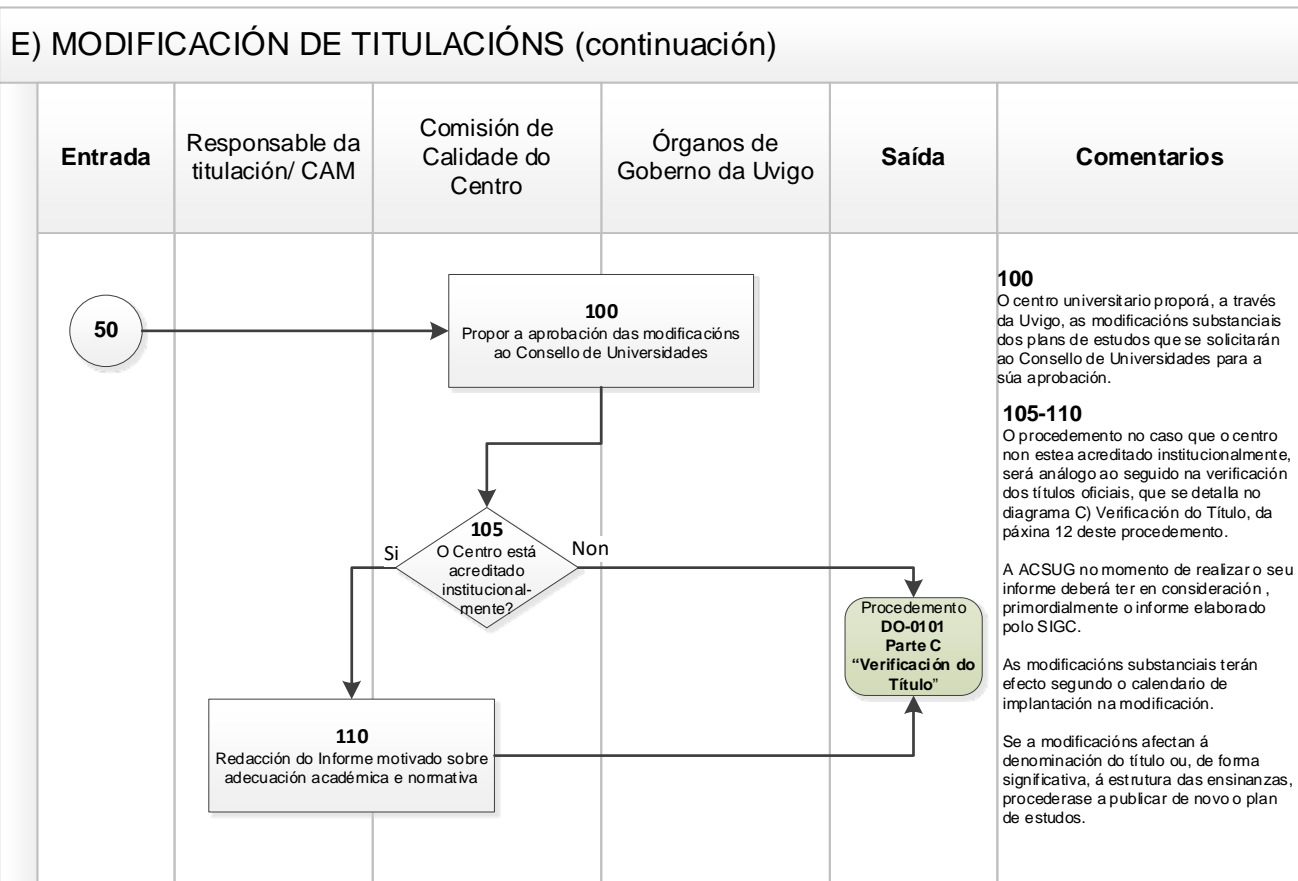 E) MODIFICACIÓN DE TITULACIÓNS (continuación)
Entrada
Responsable da
titulación/ CAM
Comisión de
Calidade do
Centro
Órganos de
Goberno da Uvigo
Saída
Comentarios
50
100
Propor a aprobación das modificacións
ao Consello de Universidades
105
O Centro está
acreditado
institucional-
mente?
Si
Non
110
Redacción do Informe motivado sobre
adecuación académica e normativa
Procedemento
DO-0101
Parte C
“Verificación do
Título”
100
O centro universitario proporá, a través
da Uvigo, as modificacións substanciais
dos plans de estudos que se solicitarán
ao Consello de Universidades para a
súa aprobación.
105-110
O procedemento no caso que o centro
non estea acreditado institucionalmente,
será análogo ao seguido na verificación
dos títulos oficiais, que se detalla no
diagrama C) Verificación do Título, da
páxina 12 deste procedemento.
A ACSUG no momento de realizar o seu
informe deberá ter en consideración ,
primordialmente o informe elaborado
polo SIGC.
As modificacións substanciais terán
efecto segundo o calendario de
implantación na modificación.
Se a modificacións afectan á
denominación do título ou, de forma
significativa, á estrutura das ensinanzas,
procederase a publicar de novo o plan
de estudos.